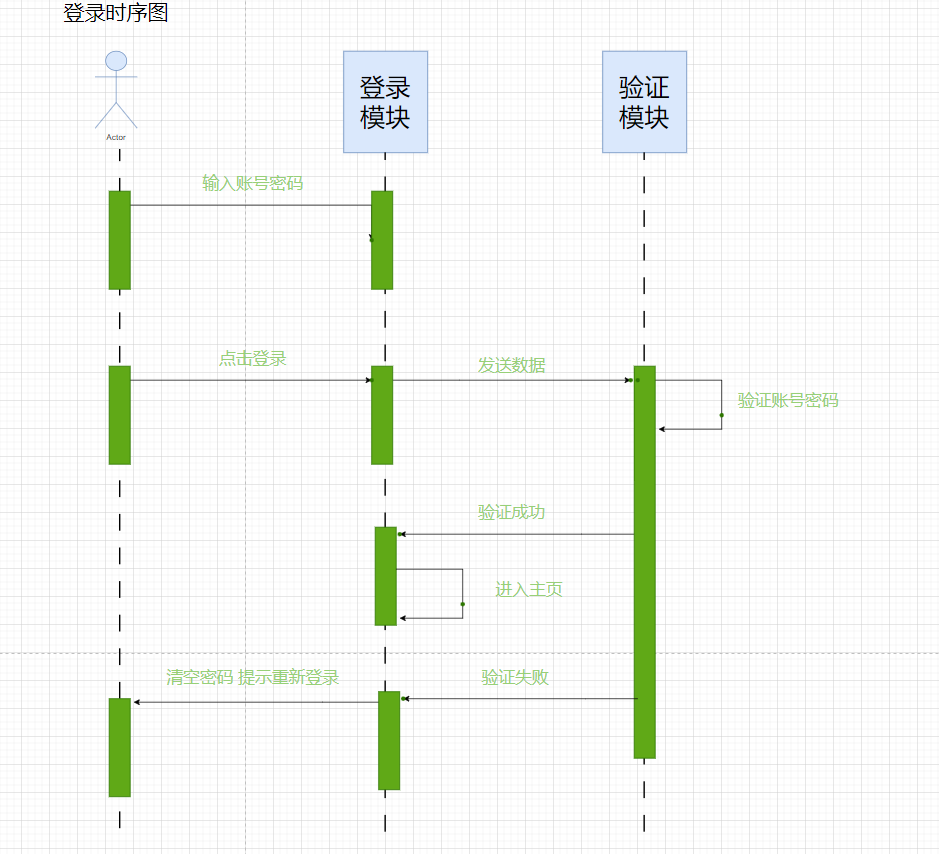 登录时序图
登录
模块
验证
模块
Actor
输入账号密码
点击登录
发送数据
验证账号密码
验证成功
进入主页
清空密码 提示重新登录
验证失败